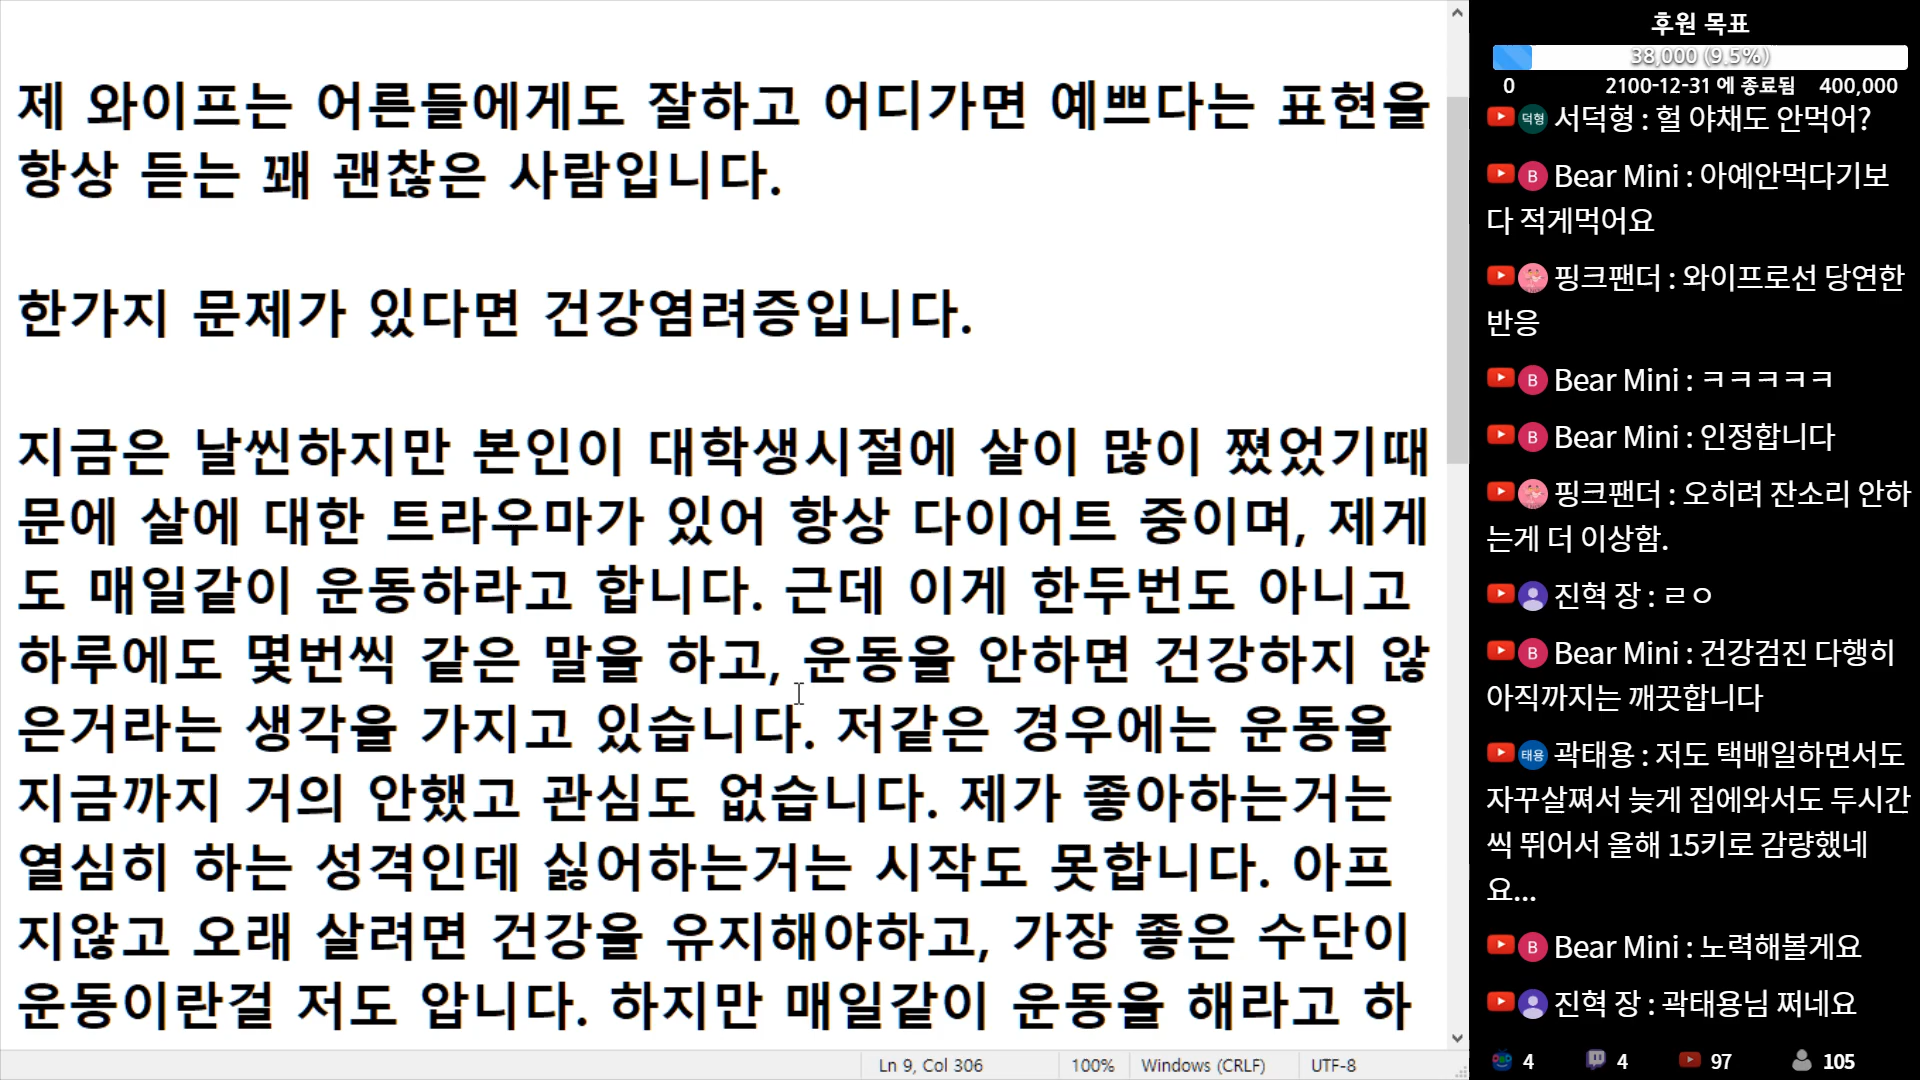 제 와이프는 어른들에게도 잘하고 어디가면 예쁘다는 표현을
항상 듣는 꽤 괜찮은 사람입니다.
한가지 문제가 있다면 건강염려증입니다.
지금은 날씬하지만 본인이 대학생시절에 살이 많이 쪘었기때
문에 살에 대한 트라우마가 있어 항상 다이어트 중이며, 제게
도 매일같이 운동하라고 합니다. 근데 이게 한두번도 아니고
하루에도 몇번씩 같은 말을 하고, 운동을 안하면 건강하지 않
은거라는 생각을 가지고 있습니다. 저같은 경우에는 운동을
지금까지 거의 안했고 관심도 없습니다. 제가 좋아하는거는
열심히 하는 성격인데 싫어하는거는 시작도 못합니다. 아프
지않고 오래 살려면 건강을 유지해야하고, 가장 좋은 수단이
운동이란걸 저도 압니다. 하지만 매일같이 운동을 해라고 하
Ln 9, Col 306
100%
Windows (CRLF)
UTF-8
후원 목표
38,000 (9.5%)
0 2100-12-31 에 종료됨 400,000
덕형 서덕형 : 헐 야채도 안먹어?
B Bear Mini : 아예안먹다기보
다 적게먹어요
핑크팬더 : 와이프로선 당연한
반응
B Bear Mini : ㅋㅋㅋㅋㅋ
B Bear Mini : 인정합니다
핑크팬더 : 오히려 잔소리 안하
는게 더 이상함.
진혁 장 : ㄹㅇ
B Bear Mini : 건강검진 다행히
아직까지는 깨끗합니다
태용 곽태용 : 저도 택배일하면서도
자꾸살쪄서 늦게 집에와서도 두시간
씩 뛰어서 올해 15키로 감량했네
요...
B Bear Mini : 노력해볼게요
진혁 장 : 곽태용님 쩌네요
4 4 97 105